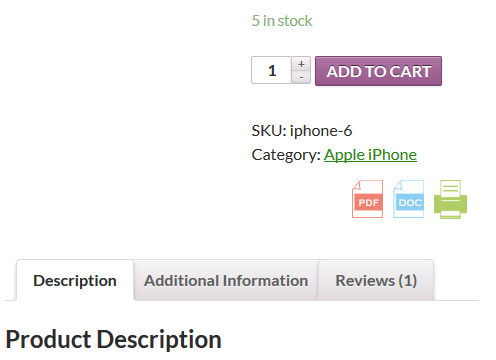 5 in stock
1 + -
ADD TO CART
SKU: iphone-6
Category: Apple iPhone
PDF DOC
Description Additional Information Reviews (1)
Product Description